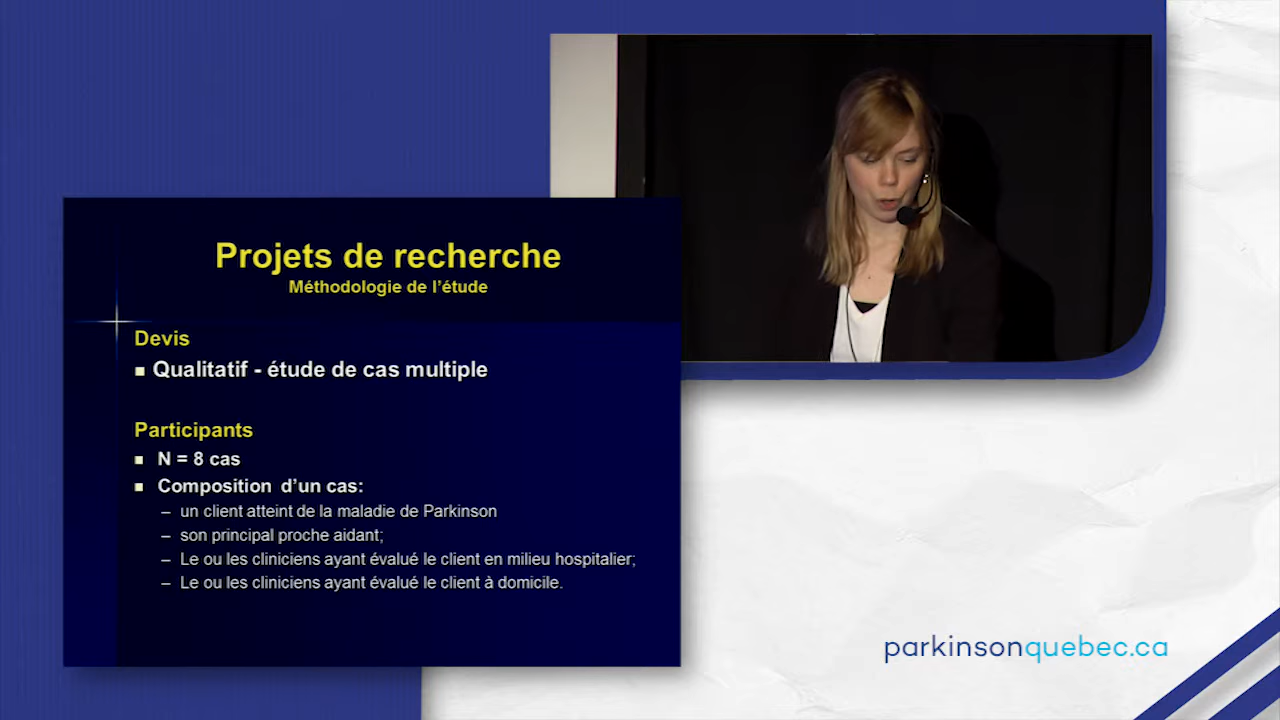 Projets de recherche
Méthodologie de l'étude
Devis
Qualitatif - étude de cas multiple
Participants
N = 8 cas
Composition d'un cas:
– un client atteint de la maladie de Parkinson
– son principal proche aidant;
– Le ou les cliniciens ayant évalué le client en milieu hospitalier;
– Le ou les cliniciens ayant évalué le client à domicile.
parkinsonquebec.ca